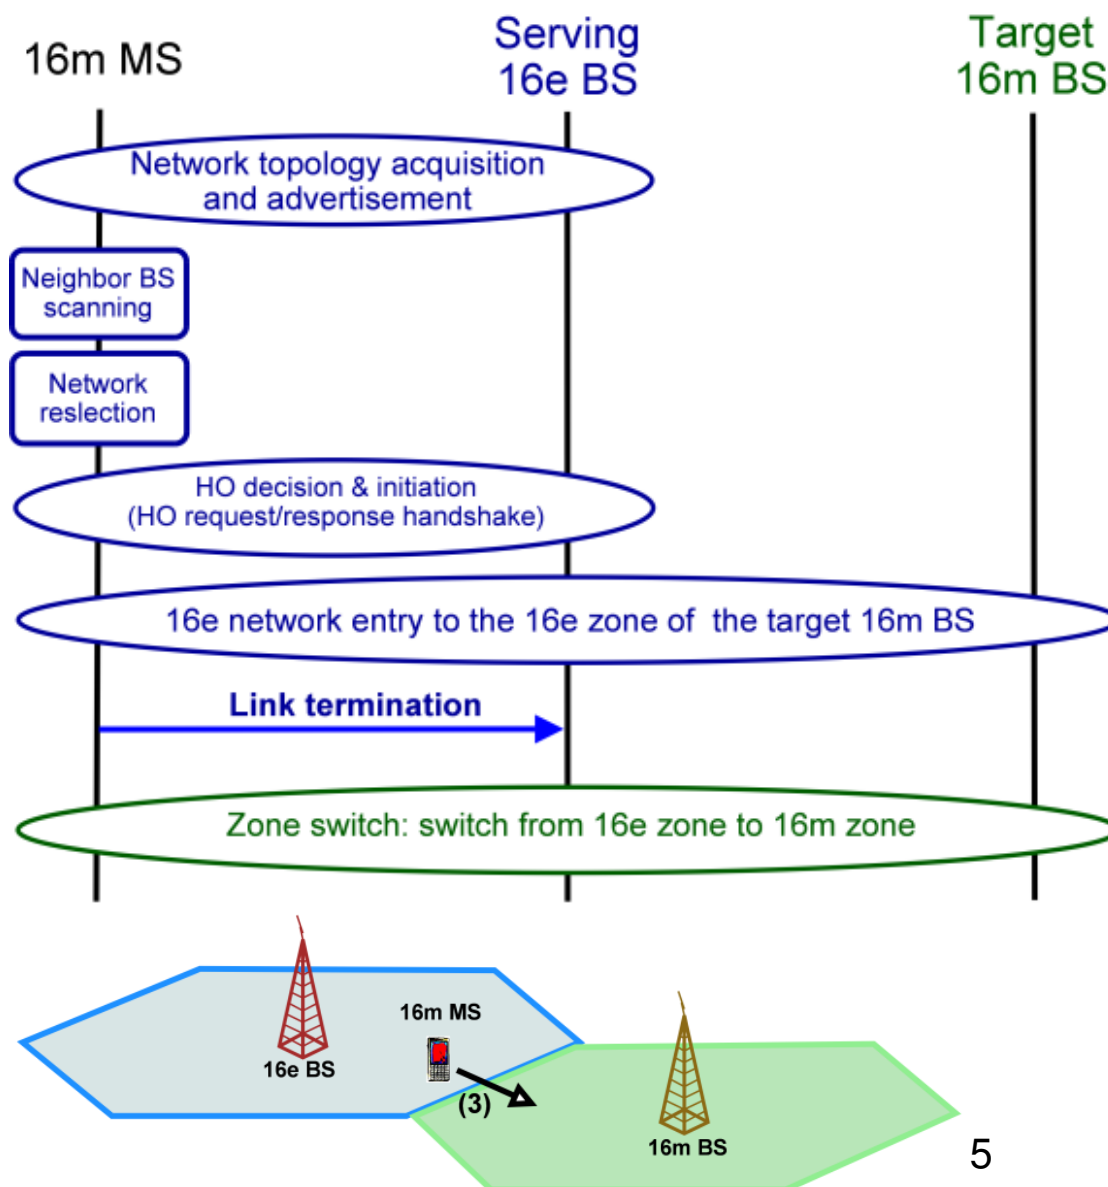 16m MS
Serving
16e BS
Target
16m BS
Network topology acquisition
and advertisement
Neighbor BS
scanning
Network
reslection
HO decision & initiation
(HO request/response handshake)
16e network entry to the 16e zone of the target 16m BS
Link termination
Zone switch: switch from 16e zone to 16m zone
16m MS
16e BS
(3)
16m BS
5